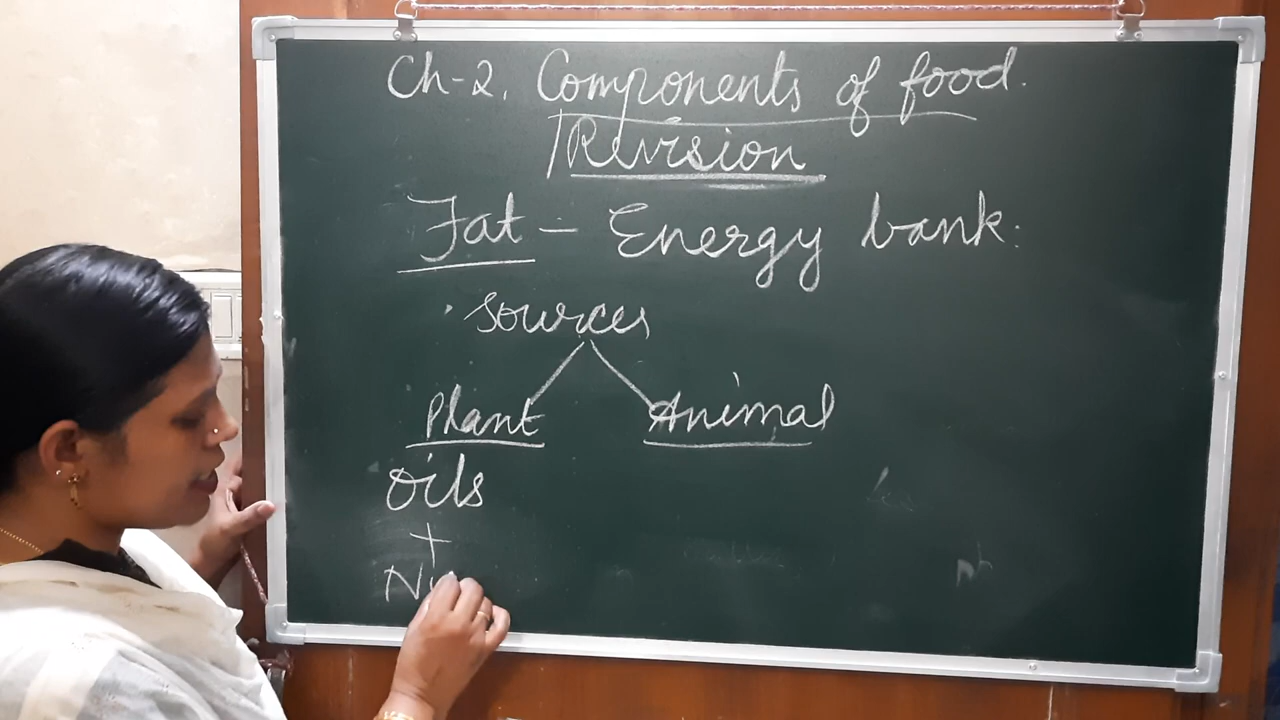 Ch-2. Components of food.
Revision
Fat - Energy bank.
sources
Plant Animal
Oils
+